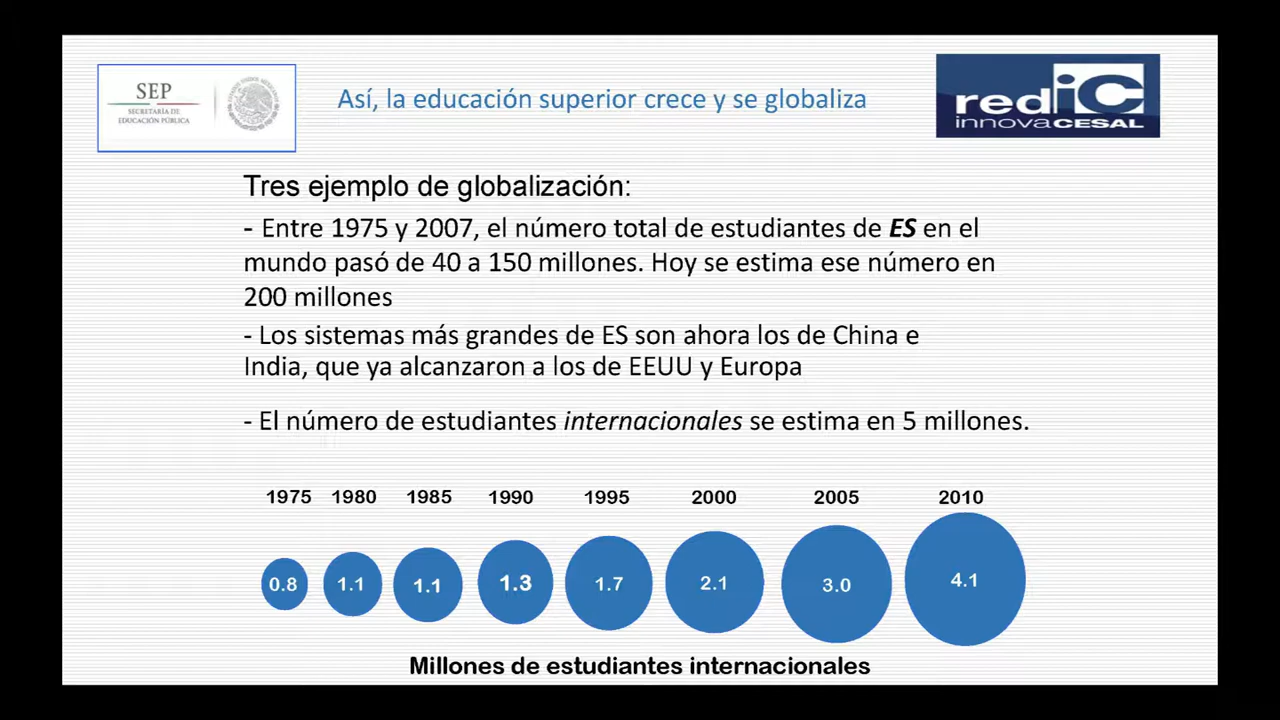 SEP
SECRETARÍA DE
EDUCACIÓN PÚBLICA
Así, la educación superior crece y se globaliza
redIC
innovaCESAL
Tres ejemplo de globalización:
- Entre 1975 y 2007, el número total de estudiantes de ES en el
mundo pasó de 40 a 150 millones. Hoy se estima ese número en
200 millones
- Los sistemas más grandes de ES son ahora los de China e
India, que ya alcanzaron a los de EEUU y Europa
- El número de estudiantes internacionales se estima en 5 millones.
1975 1980 1985 1990 1995 2000 2005 2010
0.8 1.1 1.1 1.3 1.7 2.1 3.0 4.1
Millones de estudiantes internacionales